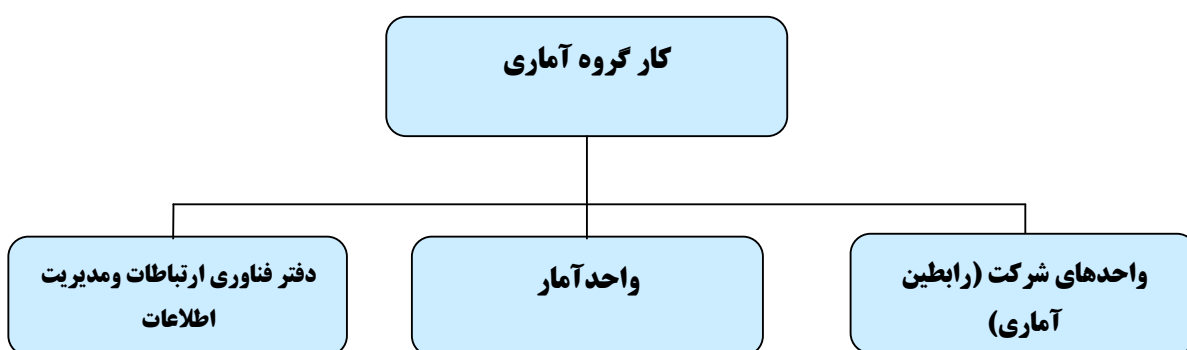 کار گروه آماری
واحدهای شرکت (رابطین
آماری)
واحدآمار
دفتر فناوری ارتباطات ومدیریت
اطلاعات